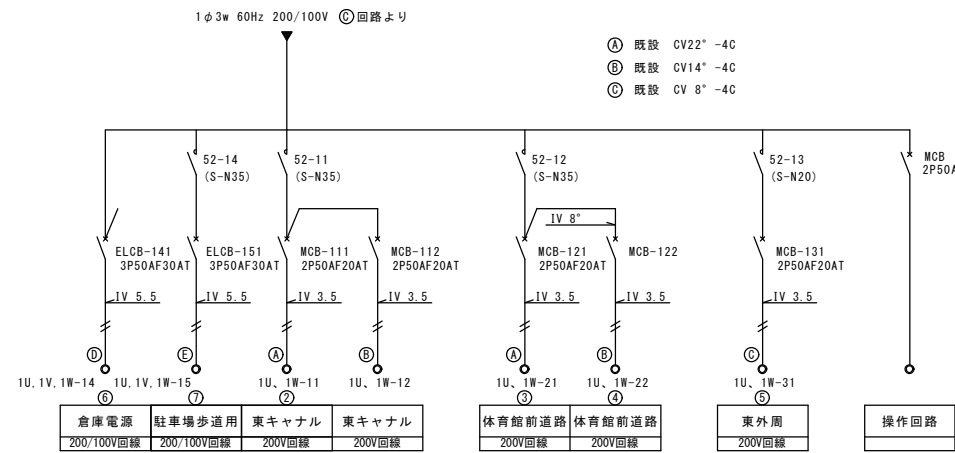 1φ3w 60Hz 200/100V Ⓒ回路より
Ⓐ 既設 CV22°-4C
Ⓑ 既設 CV14°-4C
Ⓒ 既設 CV 8°-4C
52-14
(S-N35)
52-11
(S-N35)
52-12
(S-N35)
52-13
(S-N20)
MCB
2P50A
IV 8°
ELCB-141
3P50AF30AT
ELCB-151
3P50AF30AT
MCB-111
2P50AF20AT
MCB-112
2P50AF20AT
MCB-121
2P50AF20AT
MCB-122
MCB-131
2P50AF20AT
IV 5.5
IV 5.5
IV 3.5
IV 3.5
IV 3.5
IV 3.5
Ⓓ Ⓔ Ⓐ Ⓑ Ⓐ Ⓑ Ⓒ
1U,1V,1W-14 1U,1V,1W-15 1U、1W-11 1U、1W-12 1U、1W-21 1U、1W-22 1U、1W-31
⑥ ⑦ ② ③ ④ ⑤
倉庫電源 駐車場歩道用 東キャナル 東キャナル 体育館前道路 体育館前道路 東外周 操作回路
200/100V回線 200/100V回線 200V回線 200V回線 200V回線 200V回線 200V回線